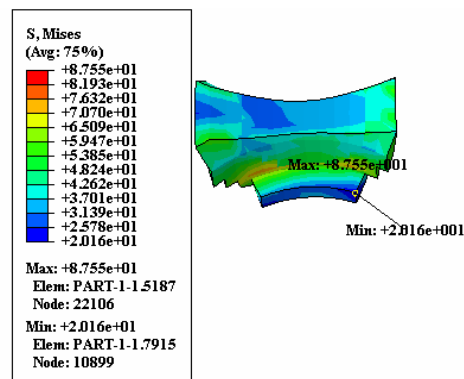 S, Mises
(Avg: 75%)
+8.755e+01
+8.193e+01
+7.632e+01
+7.070e+01
+6.509e+01
+5.947e+01
+5.385e+01
+4.824e+01
+4.262e+01
+3.701e+01
+3.139e+01
+2.578e+01
+2.016e+01
Max: +8.755e+01
Elem: PART-1-1.5187
Node: 22106
Min: +2.016e+01
Elem: PART-1-1.7915
Node: 10899
Max: +8.755e+001
Min: +2.016e+001